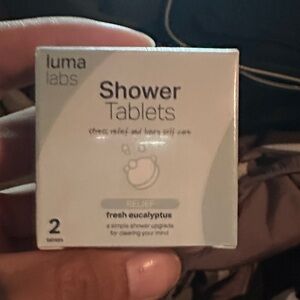 luma
labs
Shower
Tablets
stress relief and luxury self care
RELIEF
fresh eucalyptus
a simple shower upgrade
for clearing your mind
2
tablets